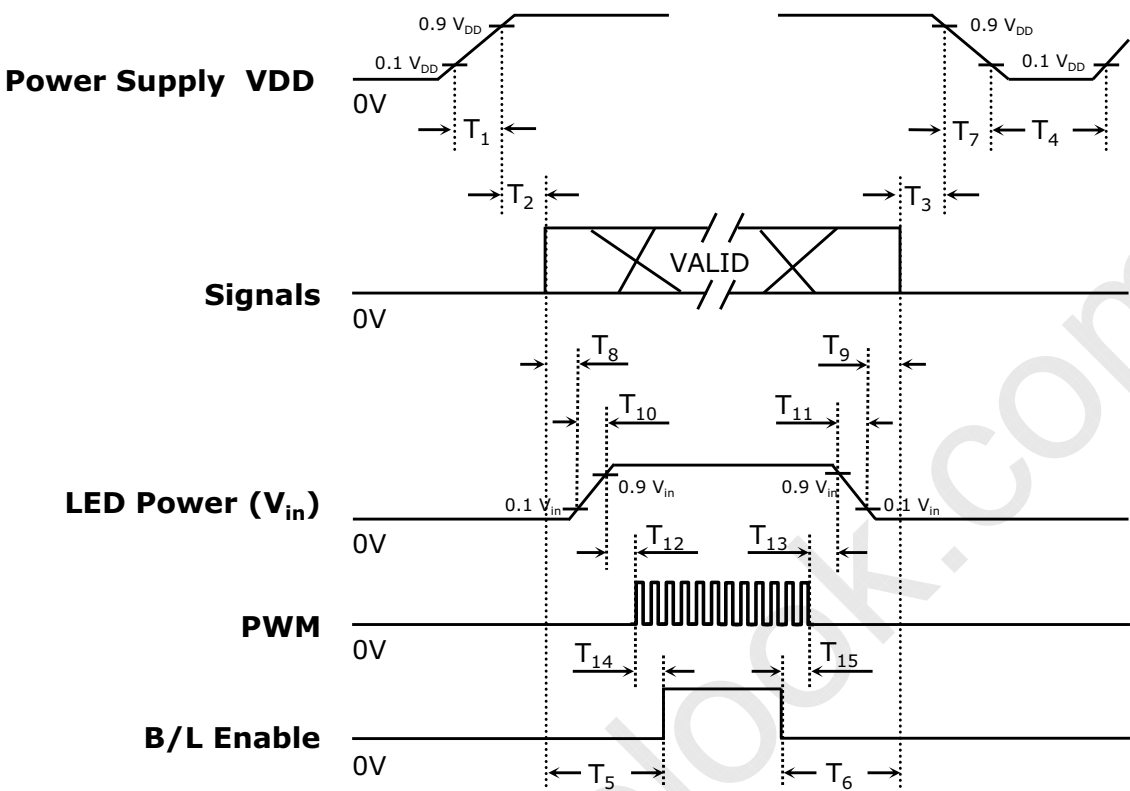 0.9 V_DD
0.9 V_DD
0.1 V_DD
0.1 V_DD
Power Supply VDD
0V
T_1
T_7
T_4
T_2
T_3
VALID
Signals
0V
T_8
T_9
T_10
T_11
LED Power (V_in)
0.9 V_in
0.9 V_in
0.1 V_in
0.1 V_in
0V
T_12
T_13
PWM
0V
T_14
T_15
B/L Enable
0V
T_5
T_6